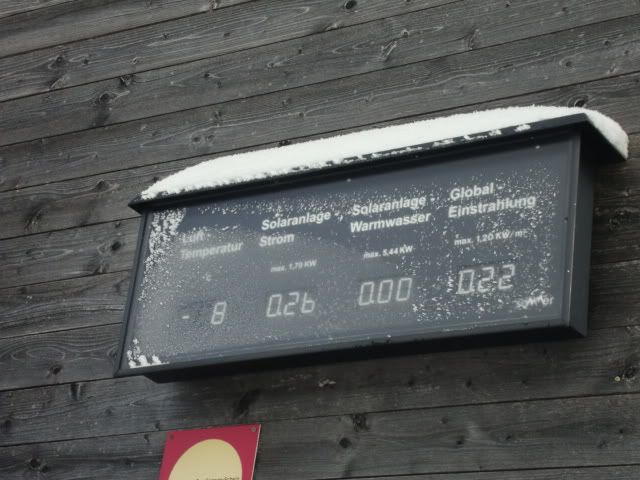 Luft
Temperatur
- 8
Solaranlage
Strom
max. 1,79 KW
0.26
Solaranlage
Warmwasser
max. 5,44 KW
0.00
Global
Einstrahlung
max. 1,20 KW/m²
0.22